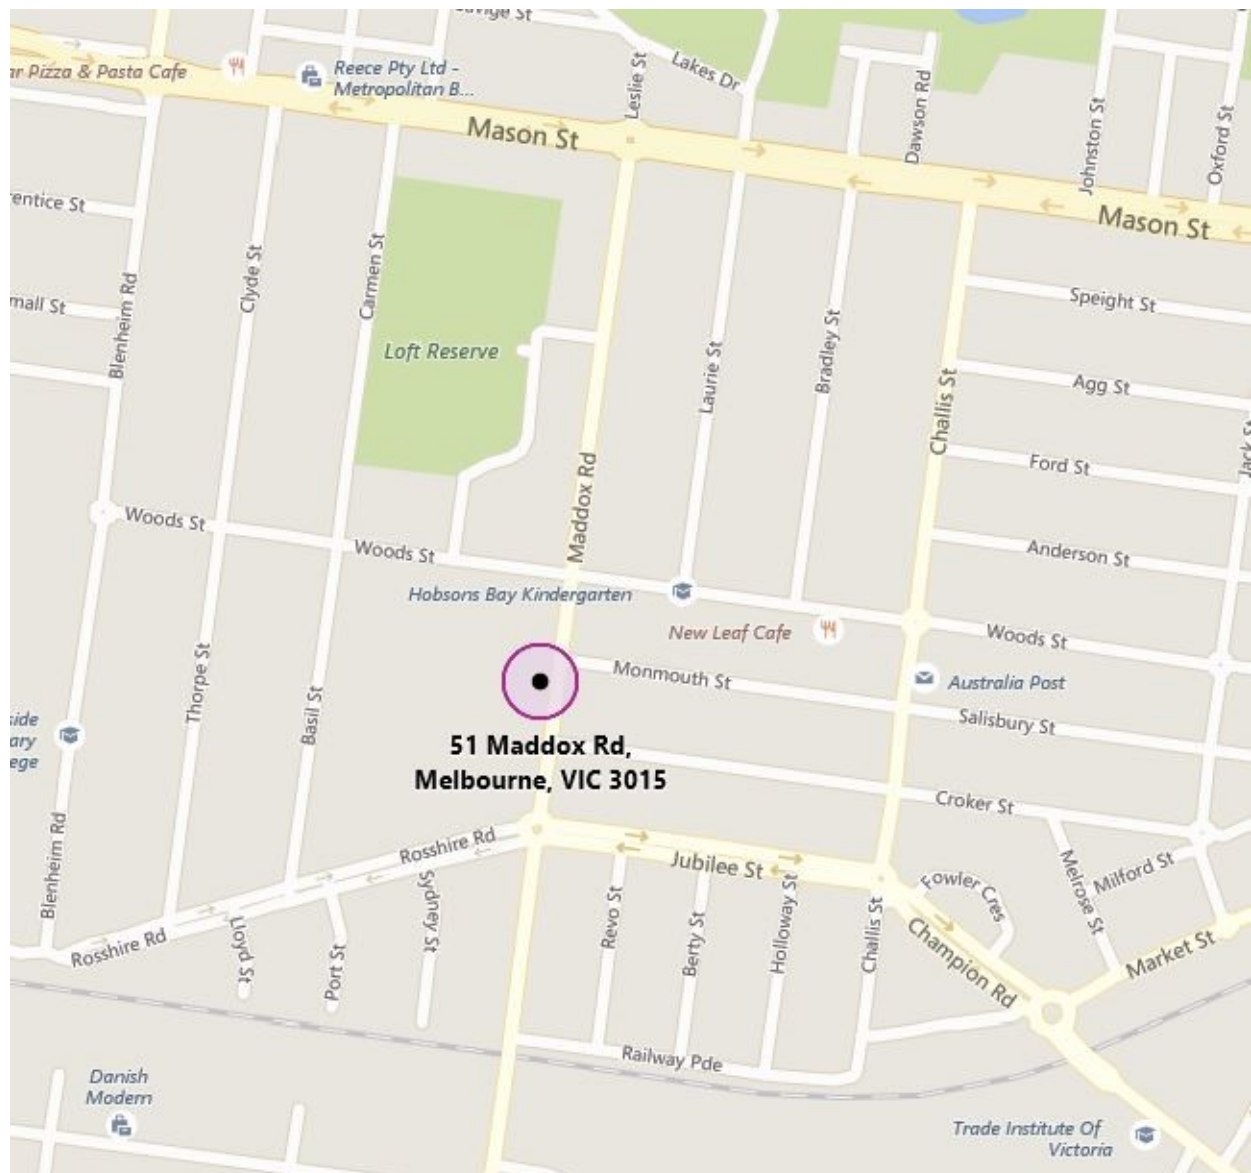 Savige St
Lakes Dr
Leslie St
Reece Pty Ltd -
Metropolitan B...
Pizza & Pasta Cafe
Mason St
Dawson Rd
Johnston St
Oxford St
Mason St
St
Clyde St
Carmen St
Blenheim Rd
St
Loft Reserve
Laurie St
Bradley St
Speight St
Challis St
Agg St
Maddox Rd
Ford St
Woods St
Woods St
Anderson St
Hobsons Bay Kindergarten
New Leaf Cafe
Woods St
Monmouth St
Australia Post
Thorpe St
Basil St
Salisbury St
51 Maddox Rd,
Melbourne, VIC 3015
Croker St
Blenheim Rd
Rosshire Rd
Jubilee St
Melrose St
Milford St
Fowler Cres
Sydney St
Revo St
Berty St
Holloway St
Challis St
Rosshire Rd
Lloyd St
Port St
Champion Rd
Market St
Railway Pde
Danish
Modern
Trade Institute Of
Victoria